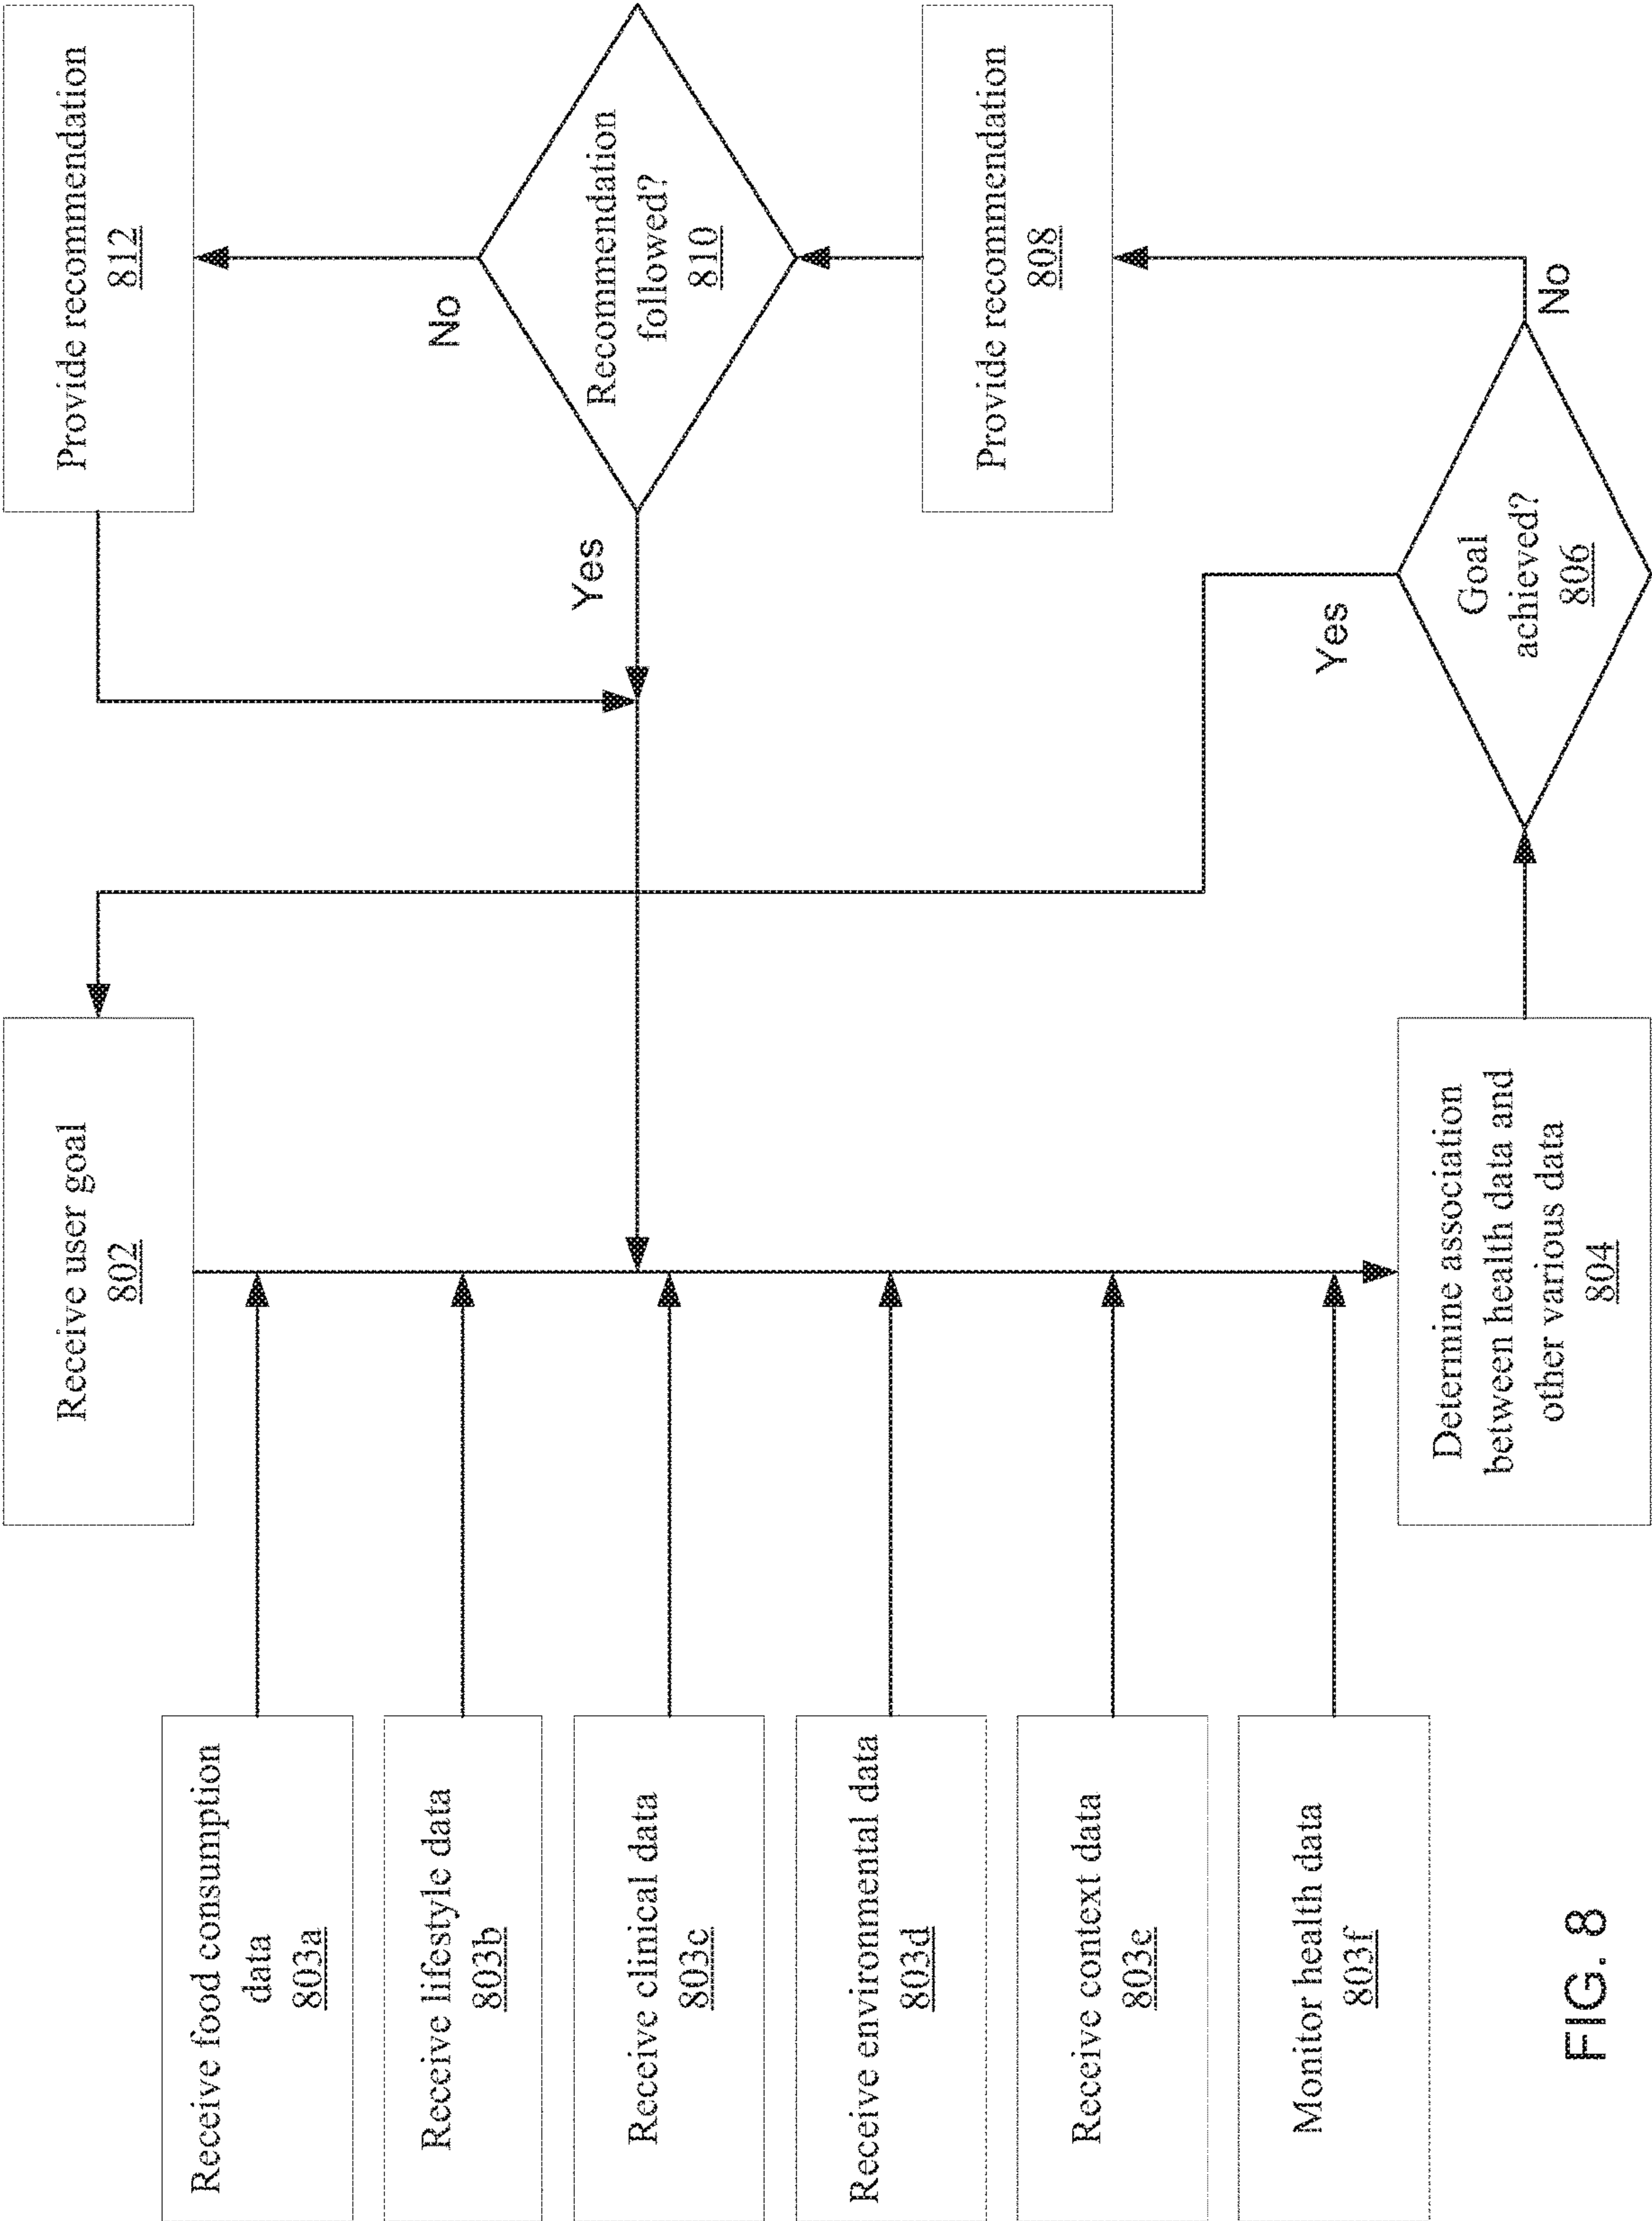 Receive food consumption
data
803a
Receive lifestyle data
803b
Receive clinical data
803c
Receive environmental data
803d
Receive context data
803e
Monitor health data
803f
Receive user goal
802
Determine association
between health data and
other various data
804
Goal
achieved?
806
Yes
No
Provide recommendation
808
Recommendation
followed?
810
Yes
No
Provide recommendation
812
FIG. 8